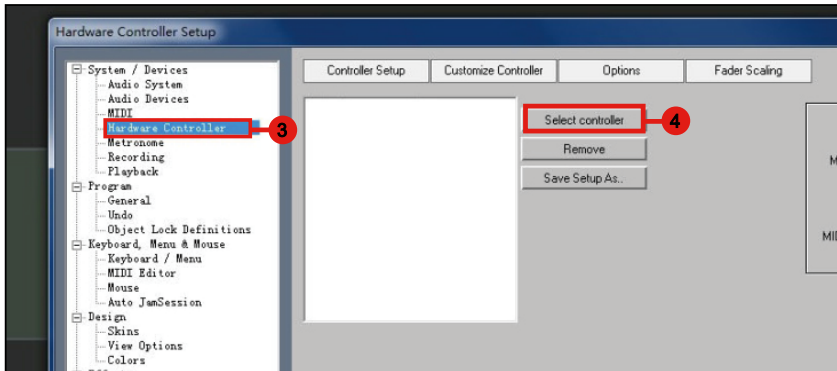 Hardware Controller Setup
System / Devices
Audio System
Audio Devices
MIDI
Hardware Controller
3
Metronome
Recording
Playback
Program
General
Undo
Object Lock Definitions
Keyboard, Menu & Mouse
Keyboard / Menu
MIDI Editor
Mouse
Auto JamSession
Design
Skins
View Options
Colors
Controller Setup
Customize Controller
Options
Fader Scaling
Select controller
4
Remove
Save Setup As..